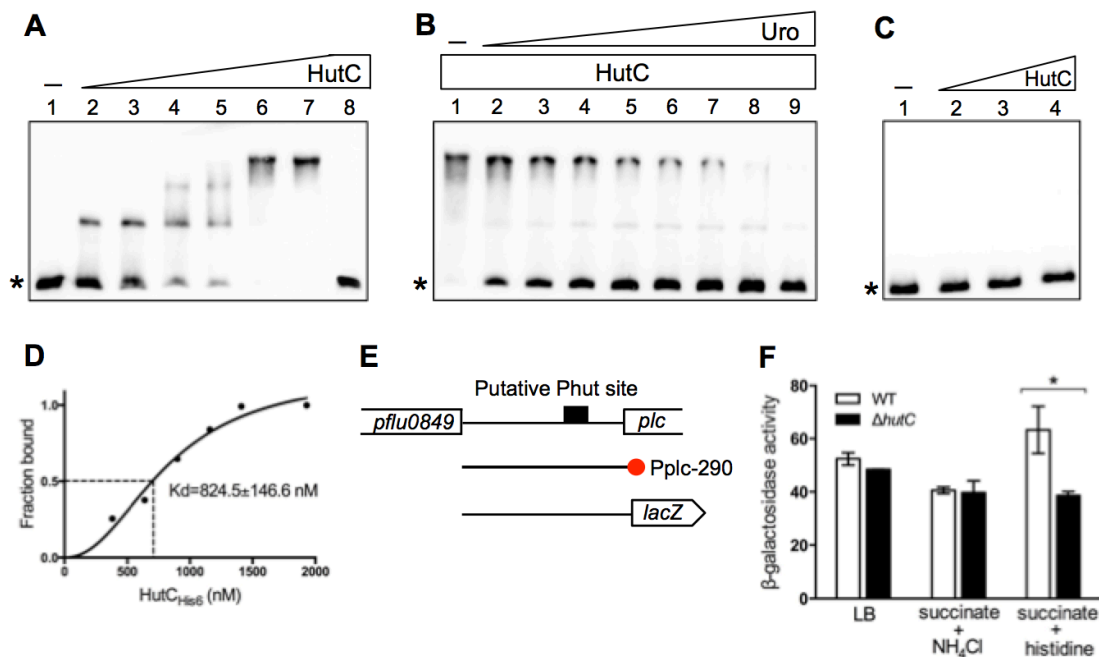 A
HutC
– 1 2 3 4 5 6 7 8
*
B
Uro
HutC
– 1 2 3 4 5 6 7 8 9
*
C
HutC
– 1 2 3 4
*
D
Fraction bound
1.0
0.5
0.0
Kd=824.5±146.6 nM
0 500 1000 1500 2000
HutCHis6 (nM)
E
Putative Phut site
pflu0849 plc
Pplc-290
lacZ
F
β-galactosidase activity
80
60
40
20
0
WT
ΔhutC
*
LB
succinate + NH4Cl
succinate + histidine